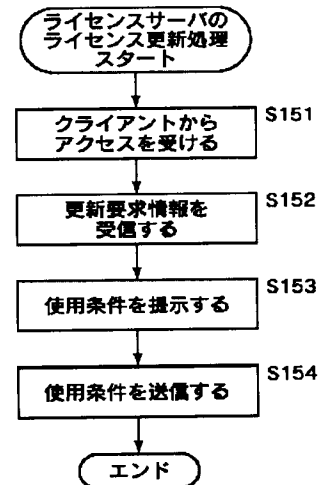 ライセンスサーバの
ライセンス更新処理
スタート
クライアントから
アクセスを受ける
S151
更新要求情報を
受信する
S152
使用条件を提示する
S153
使用条件を送信する
S154
エンド